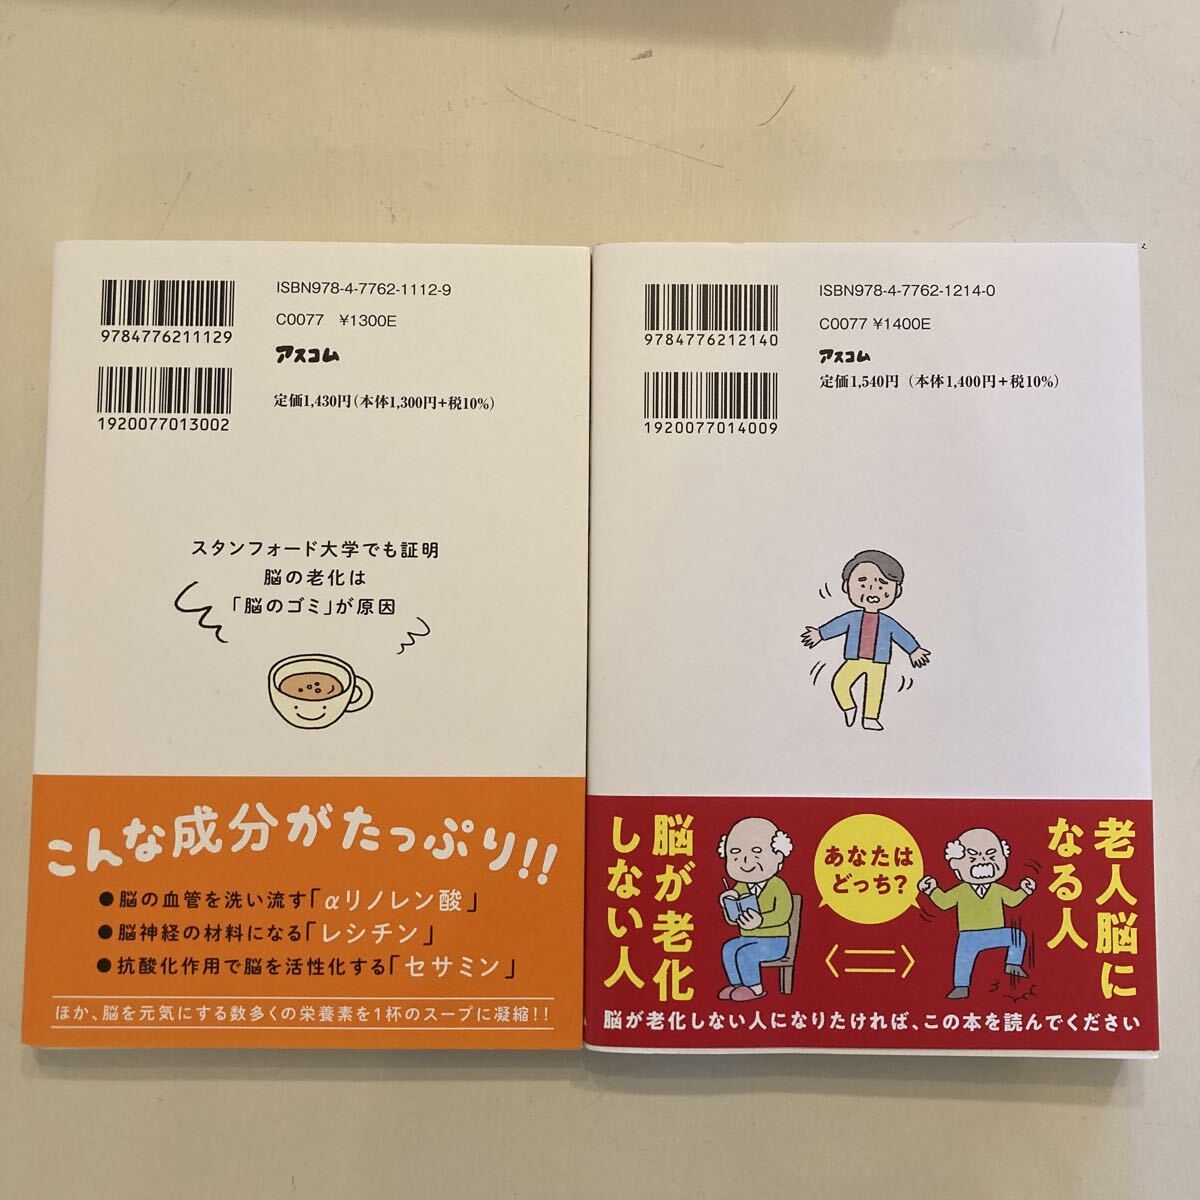 ISBN978-4-7762-1112-9
9784776211129
C0077 ¥1300E
アスコム
1920077013002
定価1,430円(本体1,300円+税10%)
スタンフォード大学でも証明
脳の老化は
「脳のゴミ」が原因
こんな成分がたっぷり!!
●脳の血管を洗い流す「αリノレン酸」
●脳神経の材料になる「レシチン」
●抗酸化作用で脳を活性化する「セサミン」
ほか、脳を元気にする数多くの栄養素を1杯のスープに凝縮!!
ISBN978-4-7762-1214-0
9784776212140
C0077 ¥1400E
アスコム
定価1,540円(本体1,400円+税10%)
1920077014009
老人脳に
なる人
あなたは
どっち?
脳が老化
しない人
脳が老化しない人になりたければ、この本を読んでください